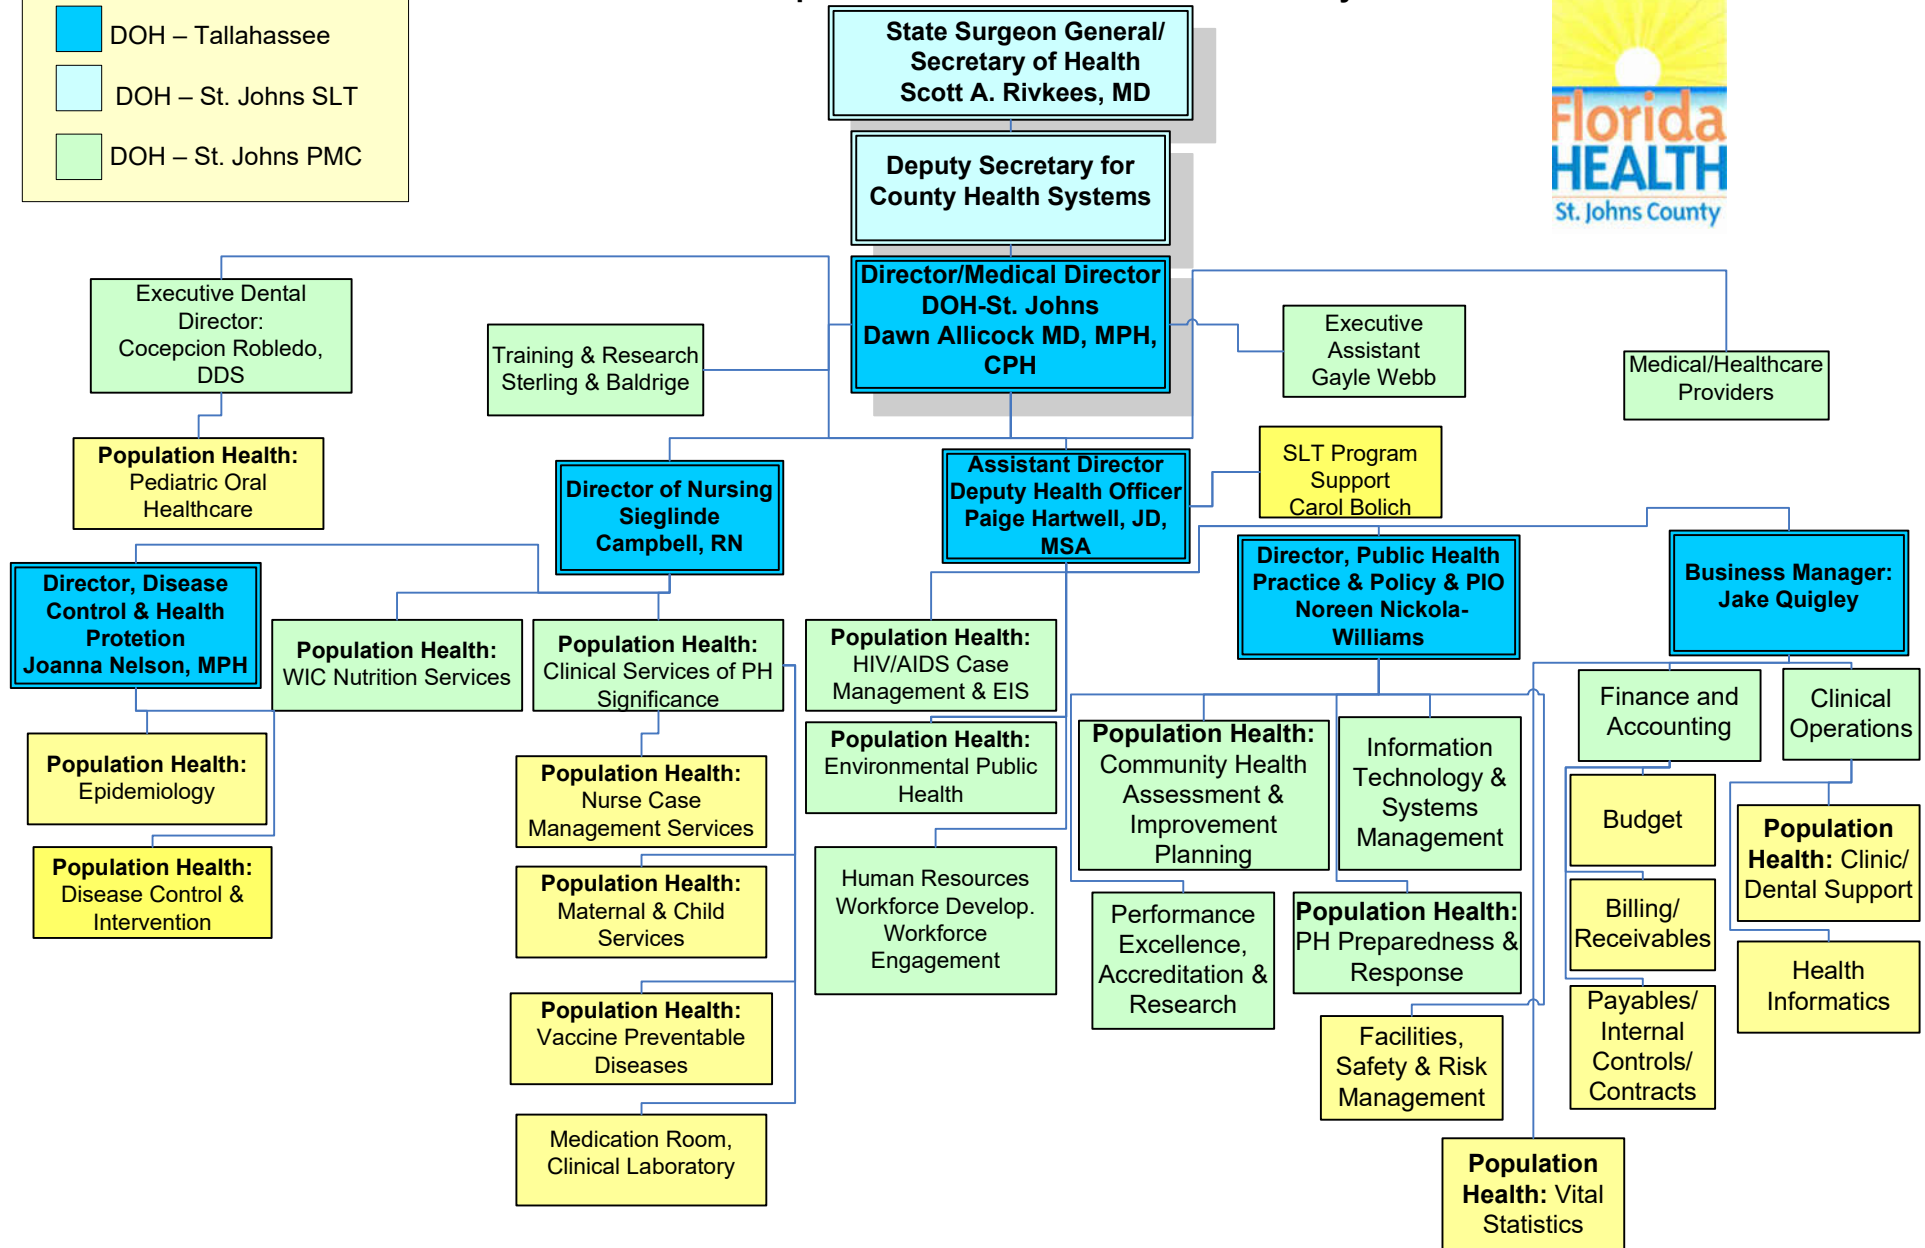 DOH – Tallahassee
DOH – St. Johns SLT
DOH – St. Johns PMC
State Surgeon General/
Secretary of Health
Scott A. Rivkees, MD
Deputy Secretary for
County Health Systems
Florida
HEALTH
St. Johns County
Director/Medical Director
DOH-St. Johns
Dawn Allicock MD, MPH,
CPH
Executive Dental
Director:
Cocepcion Robledo,
DDS
Training & Research
Sterling & Baldrige
Executive
Assistant
Gayle Webb
Medical/Healthcare
Providers
Population Health:
Pediatric Oral
Healthcare
Director of Nursing
Sieglinde
Campbell, RN
Assistant Director
Deputy Health Officer
Paige Hartwell, JD,
MSA
SLT Program
Support
Carol Bolich
Director, Disease
Control & Health
Protetion
Joanna Nelson, MPH
Director, Public Health
Practice & Policy & PIO
Noreen Nickola-
Williams
Business Manager:
Jake Quigley
Population Health:
WIC Nutrition Services
Population Health:
Clinical Services of PH
Significance
Population Health:
HIV/AIDS Case
Management & EIS
Population Health:
Environmental Public
Health
Human Resources
Workforce Develop.
Workforce
Engagement
Population Health:
Community Health
Assessment &
Improvement
Planning
Information
Technology &
Systems
Management
Finance and
Accounting
Clinical
Operations
Population Health:
Epidemiology
Population Health:
Disease Control &
Intervention
Population Health:
Nurse Case
Management Services
Population Health:
Maternal & Child
Services
Population Health:
Vaccine Preventable
Diseases
Medication Room,
Clinical Laboratory
Performance
Excellence,
Accreditation &
Research
Population Health:
PH Preparedness &
Response
Facilities,
Safety & Risk
Management
Budget
Billing/
Receivables
Payables/
Internal
Controls/
Contracts
Population
Health: Clinic/
Dental Support
Health
Informatics
Population
Health: Vital
Statistics